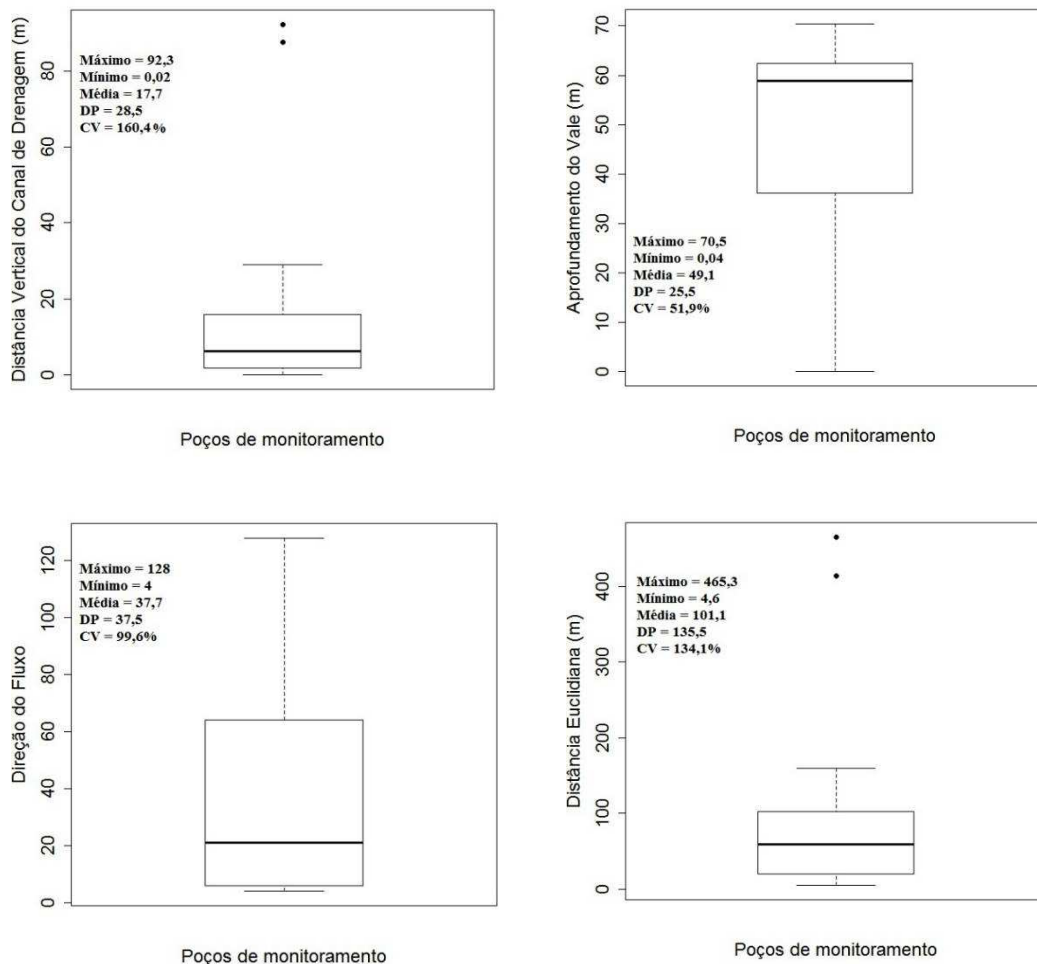 Distância Vertical do Canal de Drenagem (m)
80
60
40
20
0
Máximo = 92,3
Mínimo = 0,02
Média = 17,7
DP = 28,5
CV = 160,4%
Poços de monitoramento
Aprofundamento do Vale (m)
70
60
50
40
30
20
10
0
Máximo = 70,5
Mínimo = 0,04
Média = 49,1
DP = 25,5
CV = 51,9%
Poços de monitoramento
Direção do Fluxo
120
100
80
60
40
20
0
Máximo = 128
Mínimo = 4
Média = 37,7
DP = 37,5
CV = 99,6%
Poços de monitoramento
Distância Euclidiana (m)
400
300
200
100
0
Máximo = 465,3
Mínimo = 4,6
Média = 101,1
DP = 135,5
CV = 134,1%
Poços de monitoramento